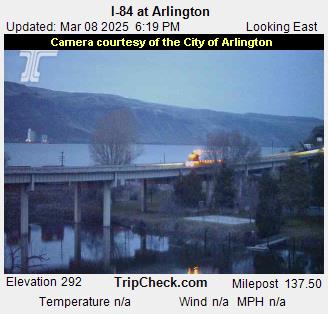 I-84 at Arlington
Updated: Mar 08 2025 6:19 PM Looking East
Camera courtesy of the City of Arlington
Elevation 292 TripCheck.com Milepost 137.50
Temperature n/a Wind n/a MPH n/a